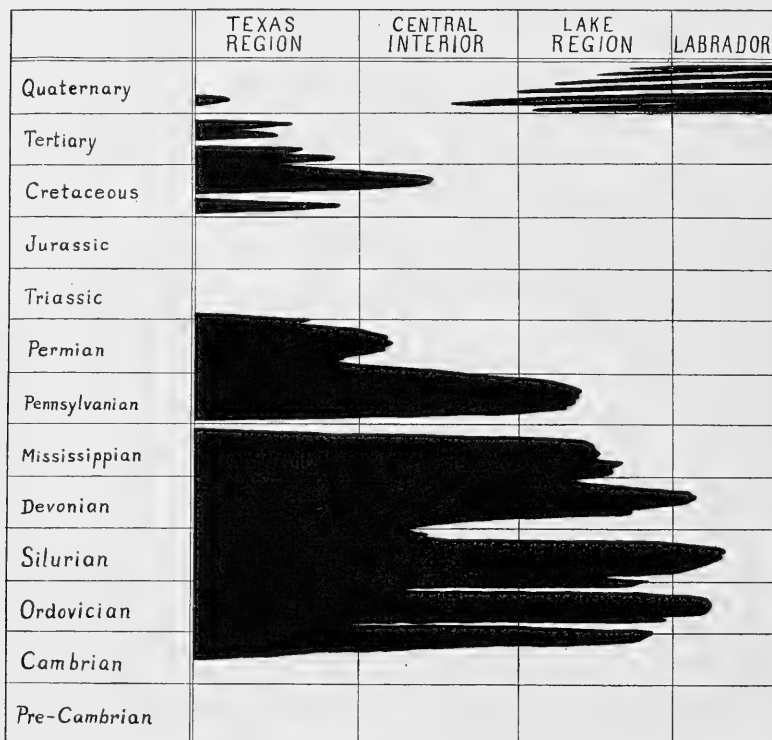 TEXAS
REGION
CENTRAL
INTERIOR
LAKE
REGION
LABRADOR
Quaternary
Tertiary
Cretaceous
Jurassic
Triassic
Permian
Pennsylvanian
Mississippian
Devonian
Silurian
Ordovician
Cambrian
Pre-Cambrian